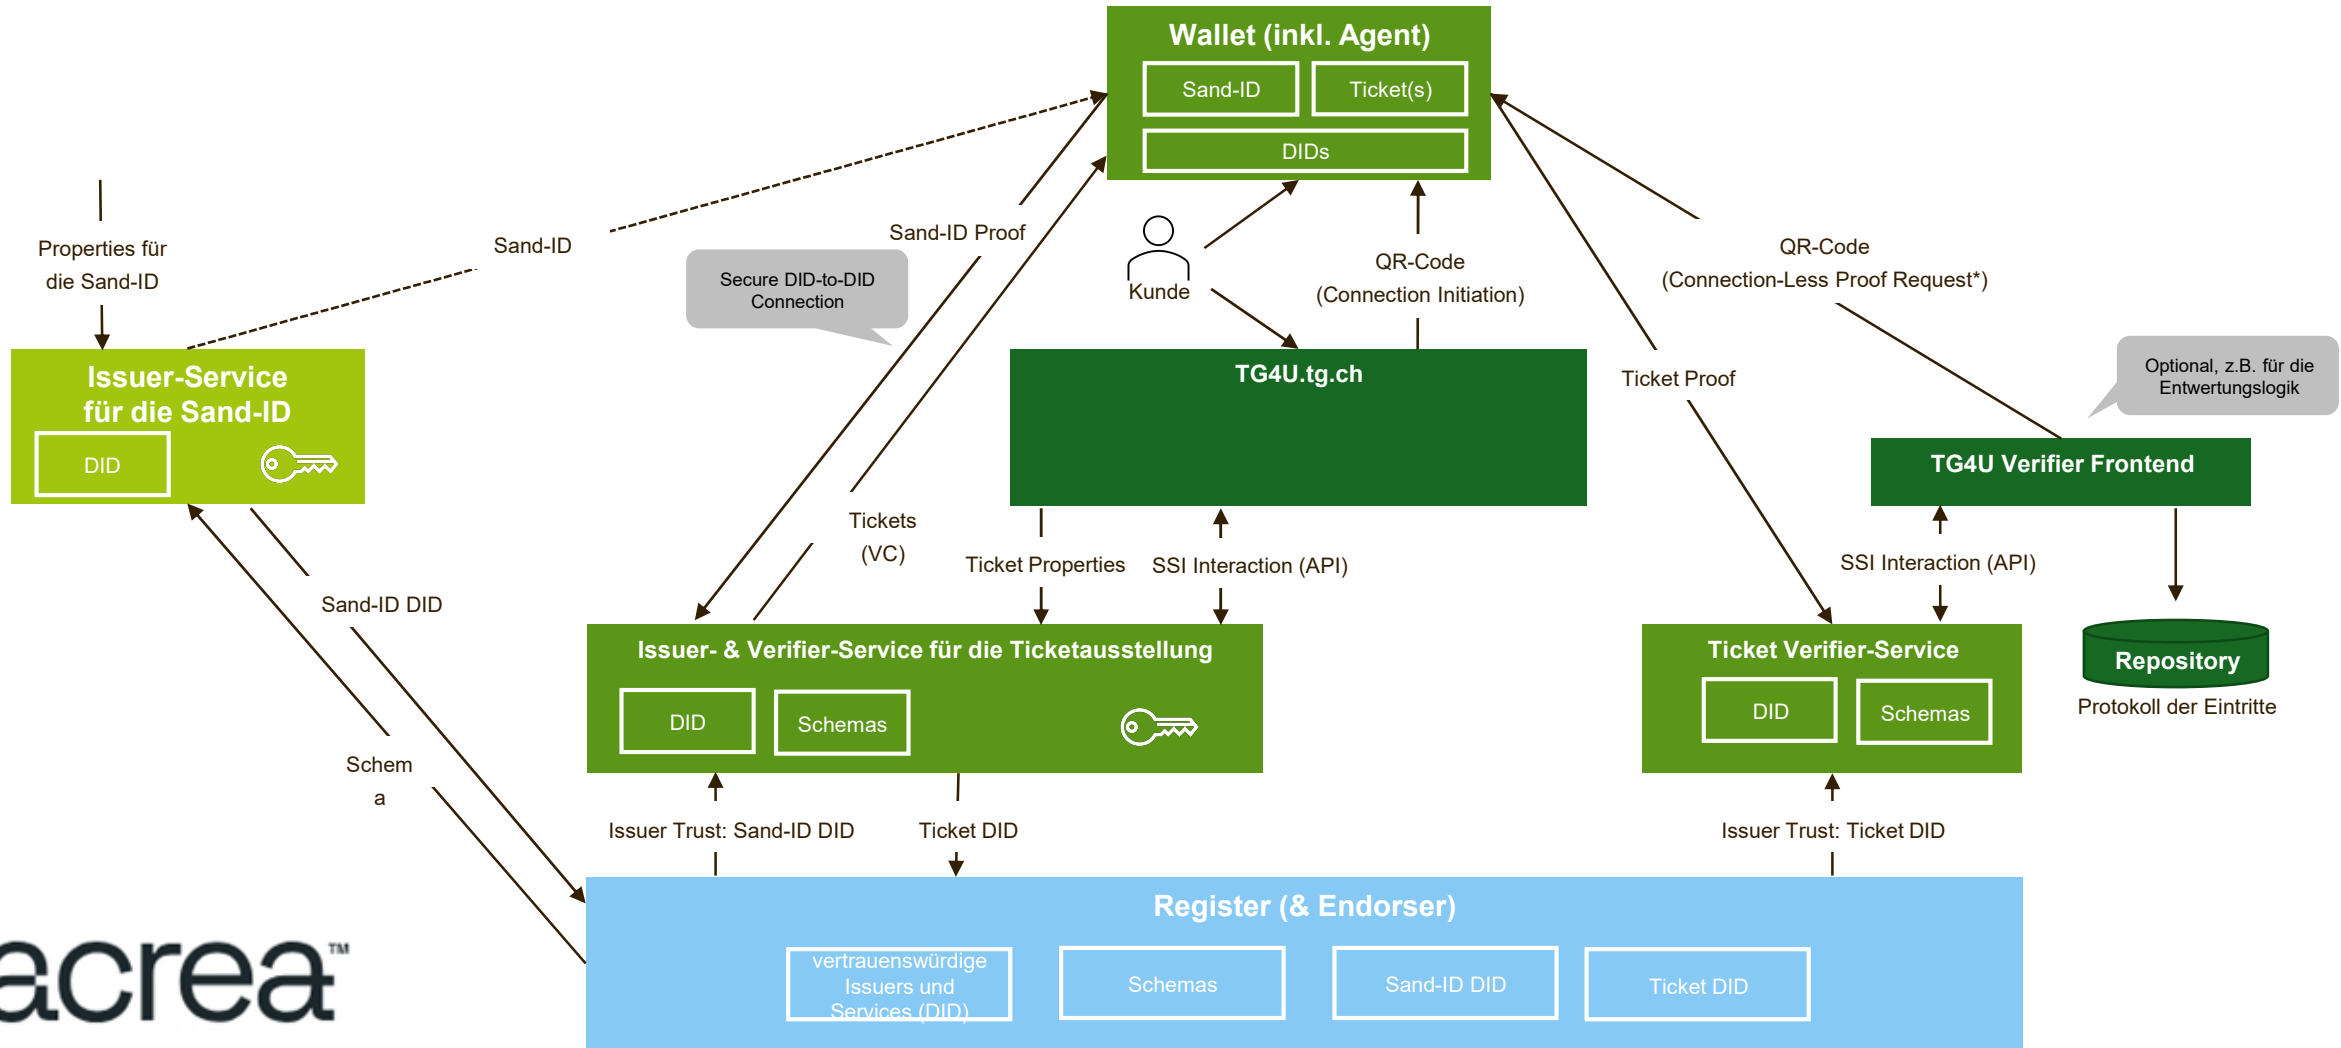 Wallet (inkl. Agent)
Sand-ID
Ticket(s)
DIDs
Properties für
die Sand-ID
Sand-ID
Sand-ID Proof
Secure DID-to-DID
Connection
Kunde
QR-Code
(Connection Initiation)
QR-Code
(Connection-Less Proof Request*)
Optional, z.B. für die
Entwertungslogik
Issuer-Service
für die Sand-ID
DID
TG4U.tg.ch
Ticket Proof
TG4U Verifier Frontend
Tickets
(VC)
Ticket Properties
SSI Interaction (API)
SSI Interaction (API)
Sand-ID DID
Issuer- & Verifier-Service für die Ticketausstellung
DID
Schemas
Ticket Verifier-Service
DID
Schemas
Repository
Protokoll der Eintritte
Schem
a
Issuer Trust: Sand-ID DID
Ticket DID
Issuer Trust: Ticket DID
Register (& Endorser)
vertrauenswürdige
Issuers und
Services (DID)
Schemas
Sand-ID DID
Ticket DID
acrea™